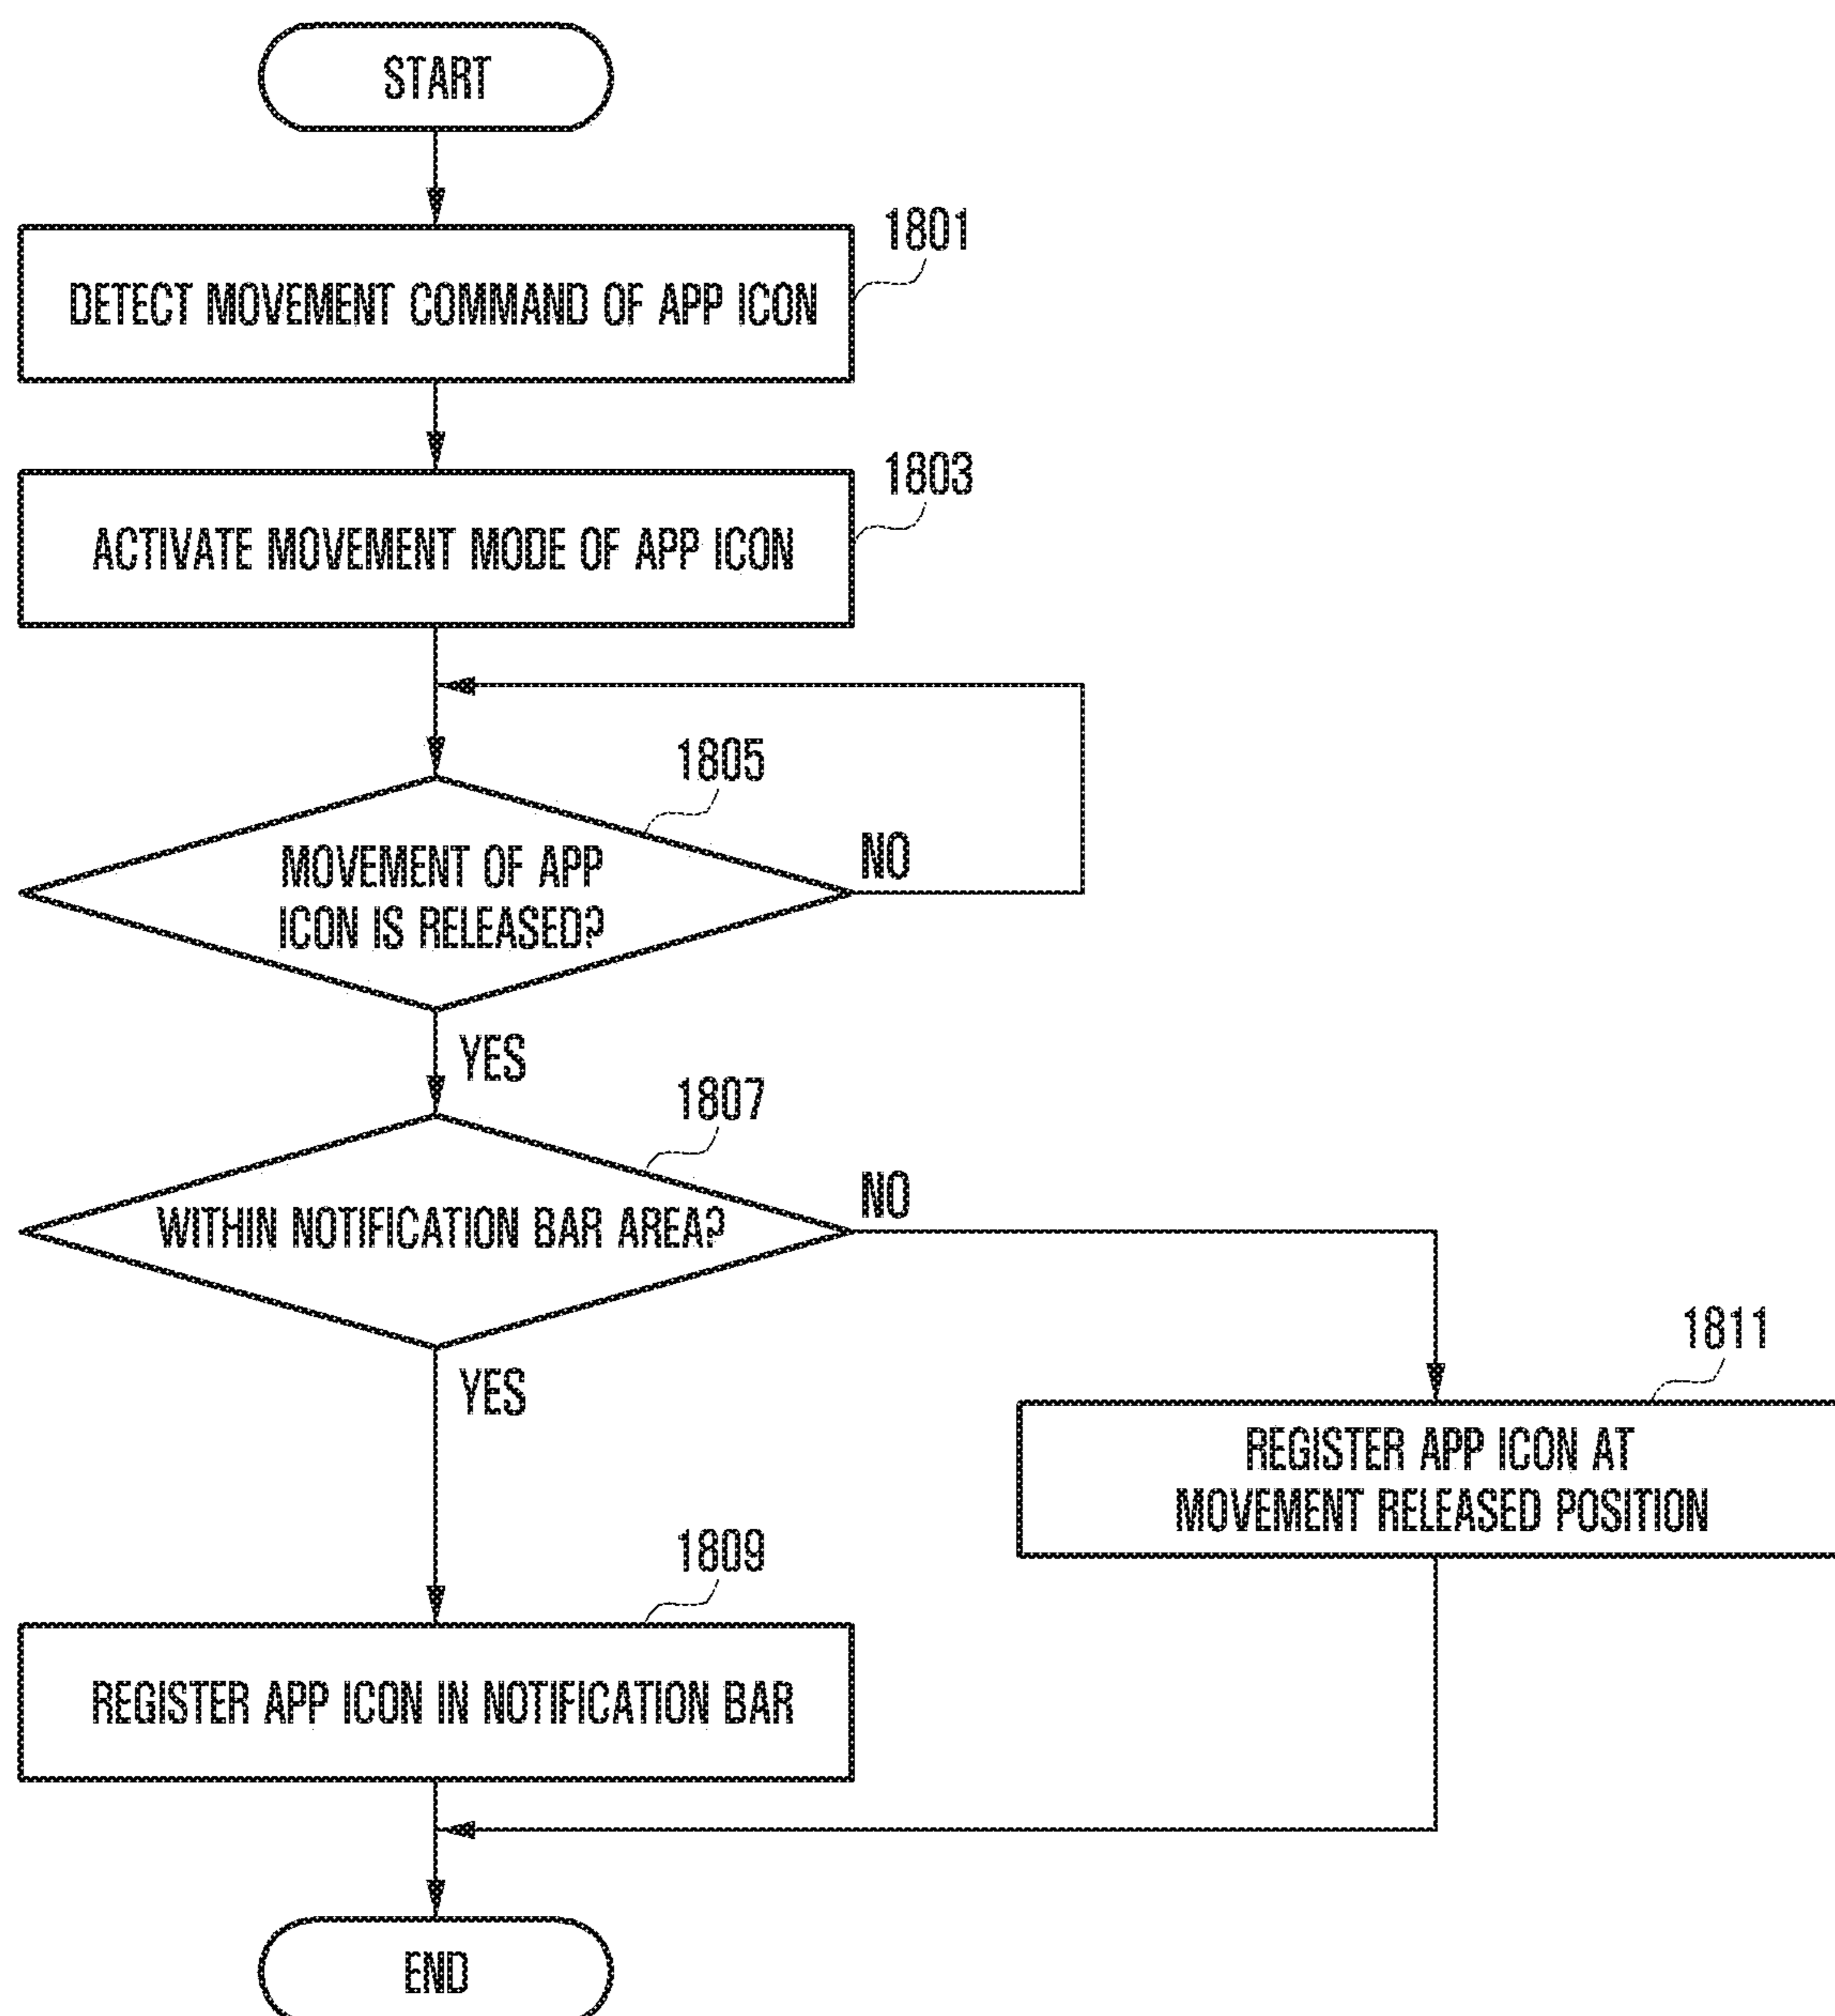 START
1801
DETECT MOVEMENT COMMAND OF APP ICON
1803
ACTIVATE MOVEMENT MODE OF APP ICON
1805
MOVEMENT OF APP
ICON IS RELEASED?
NO
YES
1807
WITHIN NOTIFICATION BAR AREA?
NO
YES
1811
REGISTER APP ICON AT
MOVEMENT RELEASED POSITION
1809
REGISTER APP ICON IN NOTIFICATION BAR
END